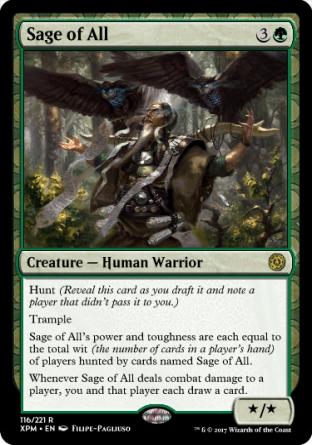 Sage of All 3
Creature — Human Warrior
Hunt (Reveal this card as you draft it and note a
player that didn't pass it to you.)
Trample
Sage of All's power and toughness are each equal
to the total wit (the number of cards in a player's hand)
of players hunted by cards named Sage of All.
Whenever Sage of All deals combat damage to a
player, you and that player each draw a card.
*/*
116/221 R
XPM • EN Filipe-Pagliuso
™ & © 2017 Wizards of the Coast